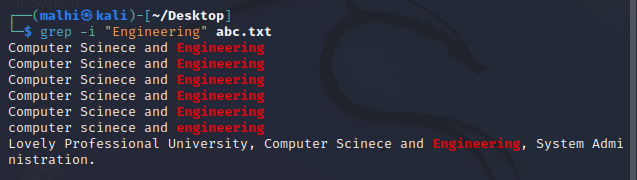 (malhi㉿kali)-[~/Desktop]
$ grep -i "Engineering" abc.txt
Computer Scinece and Engineering
Computer Scinece and Engineering
Computer Scinece and Engineering
Computer Scinece and Engineering
Computer Scinece and Engineering
computer scinece and engineering
Lovely Professional University, Computer Scinece and Engineering, System Admi
nistration.